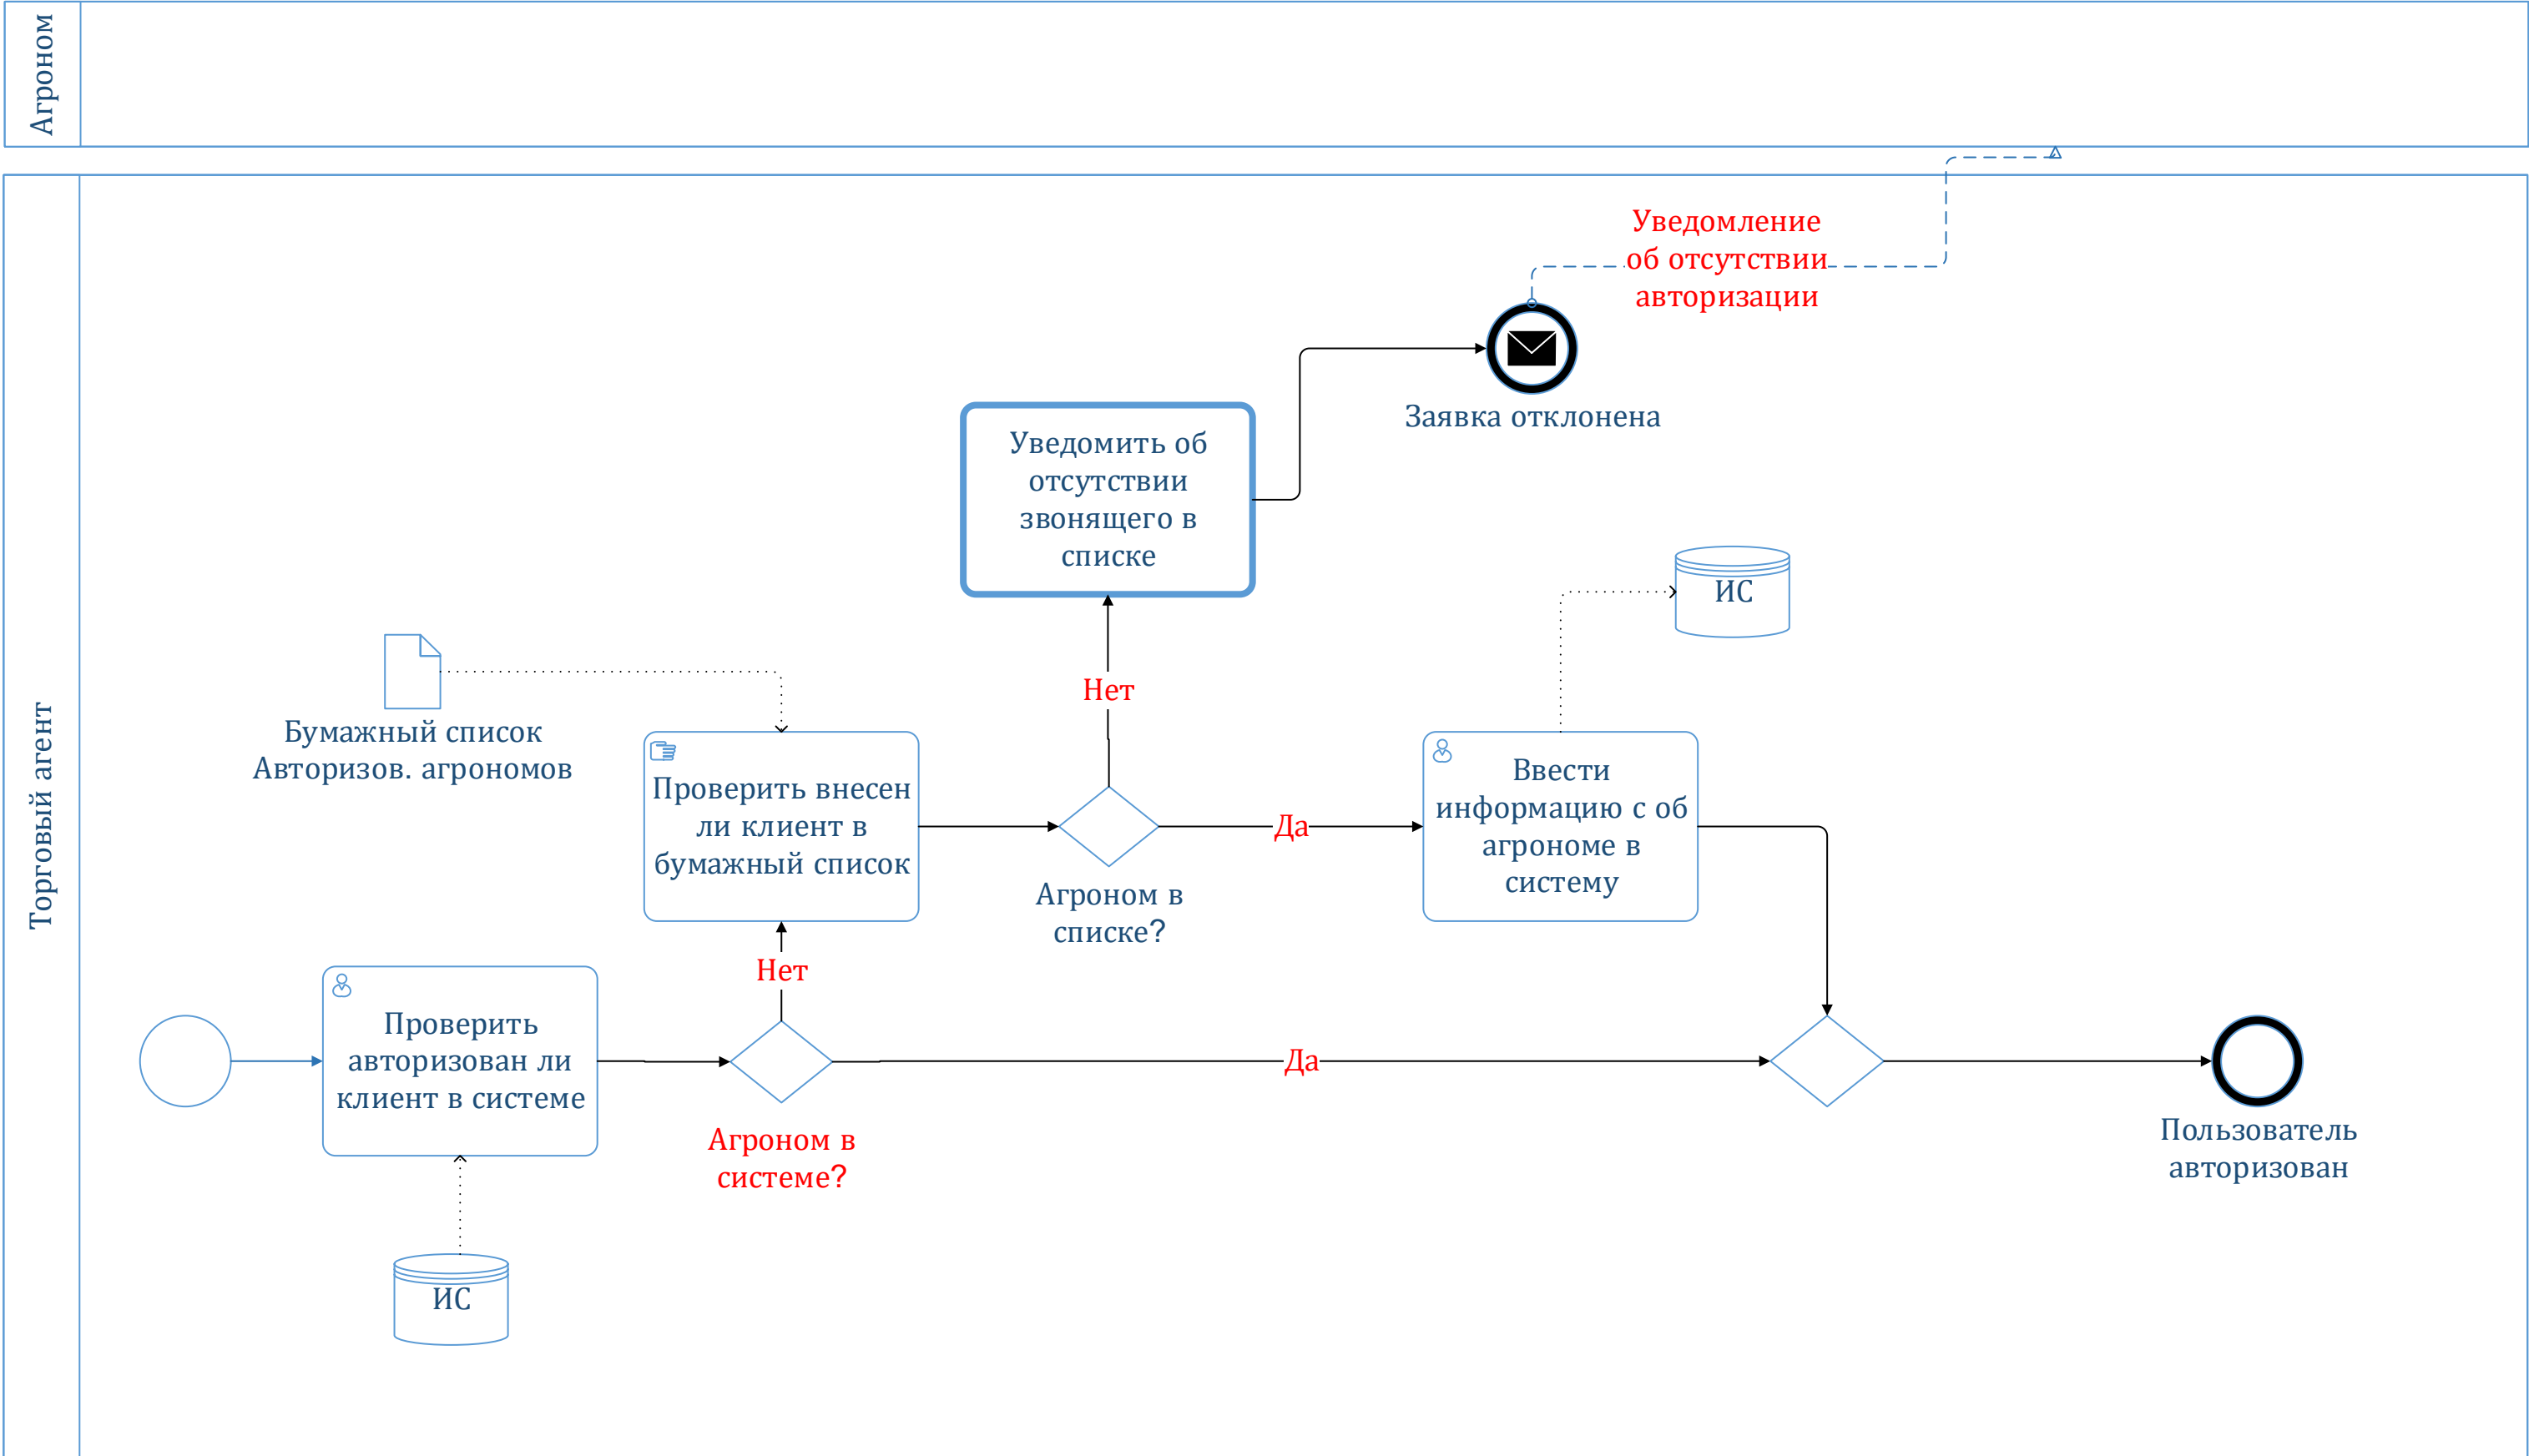 Агроном
Торговый агент
Уведомление
об отсутствии
авторизации
Заявка отклонена
Уведомить об
отсутствии
звонящего в
списке
ИС
Нет
Бумажный список
Авторизов. агрономов
Проверить внесен
ли клиент в
бумажный список
Агроном в
списке?
Да
Ввести
информацию с об
агрономе в
систему
Нет
Проверить
авторизован ли
клиент в системе
Агроном в
системе?
Да
Пользователь
авторизован
ИС